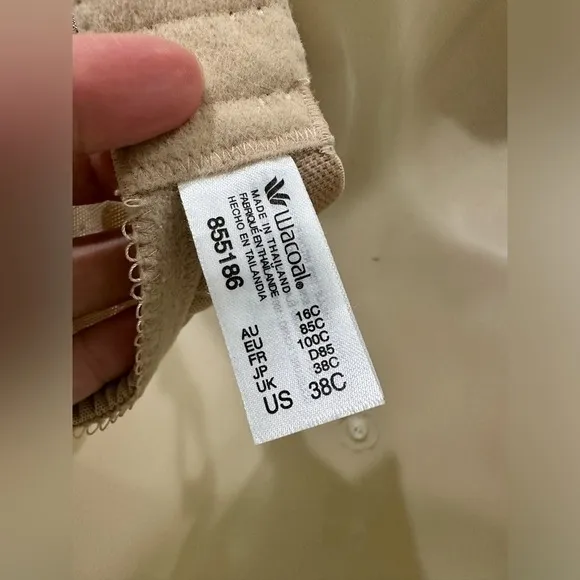 wacoal®
MADE IN THAILAND
FABRIQUÉ EN THAÏLANDE
HECHO EN TAILANDIA
855186
AU 16C
EU 85C
FR 100C
JP D85
UK 38C
US 38C